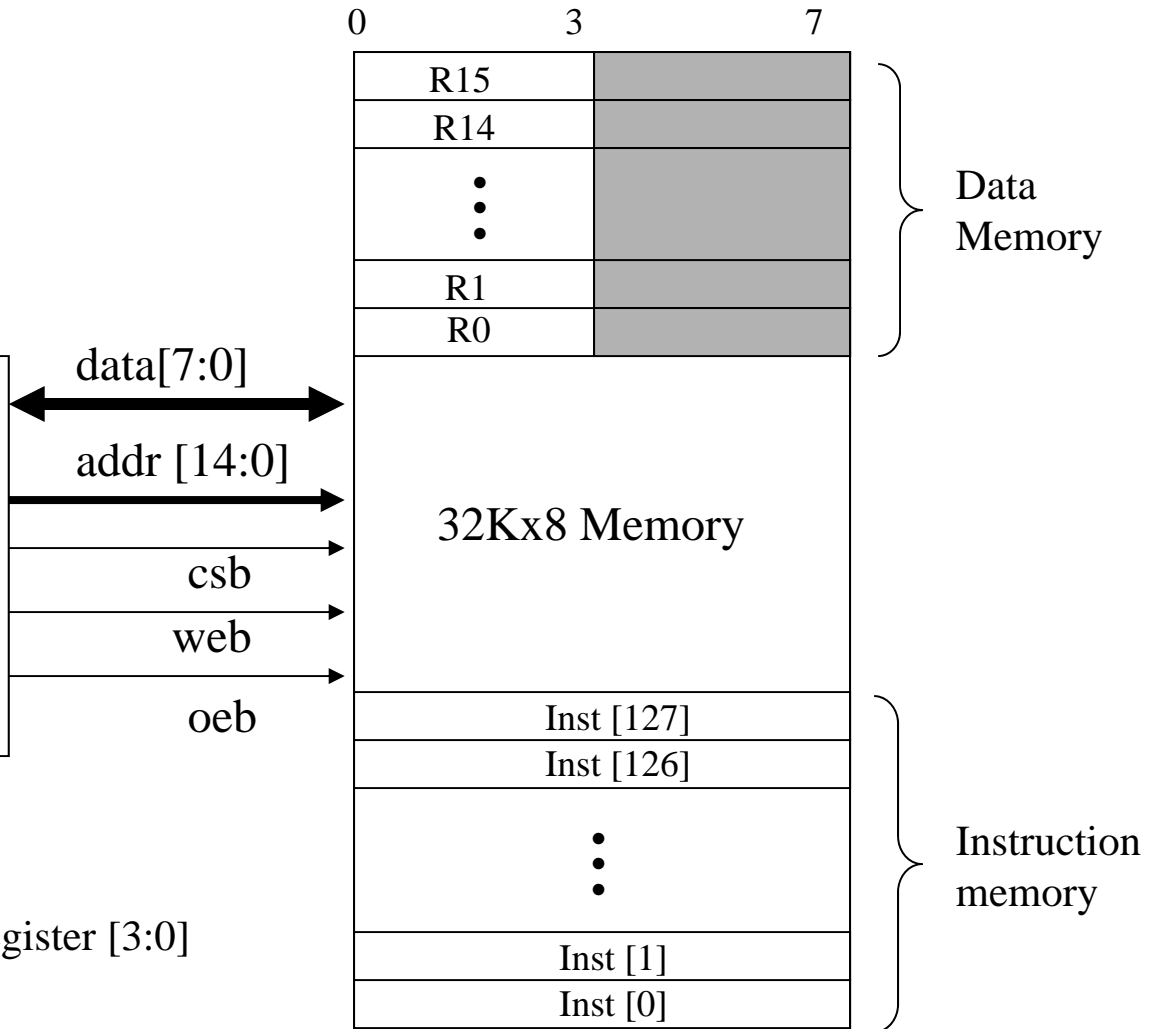 0 3 7
R15
R14
R1
R0
Data
Memory
data[7:0]
addr [14:0]
csb
web
oeb
32Kx8 Memory
Inst [127]
Inst [126]
Inst [1]
Inst [0]
Instruction
memory
gister [3:0]